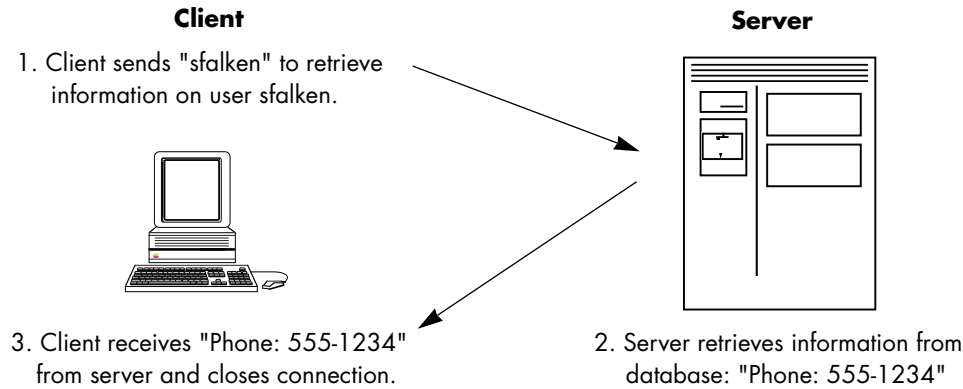 Client
Server
1. Client sends "sfalken" to retrieve
information on user sfalken.
3. Client receives "Phone: 555-1234"
from server and closes connection.
2. Server retrieves information from
database: "Phone: 555-1234"